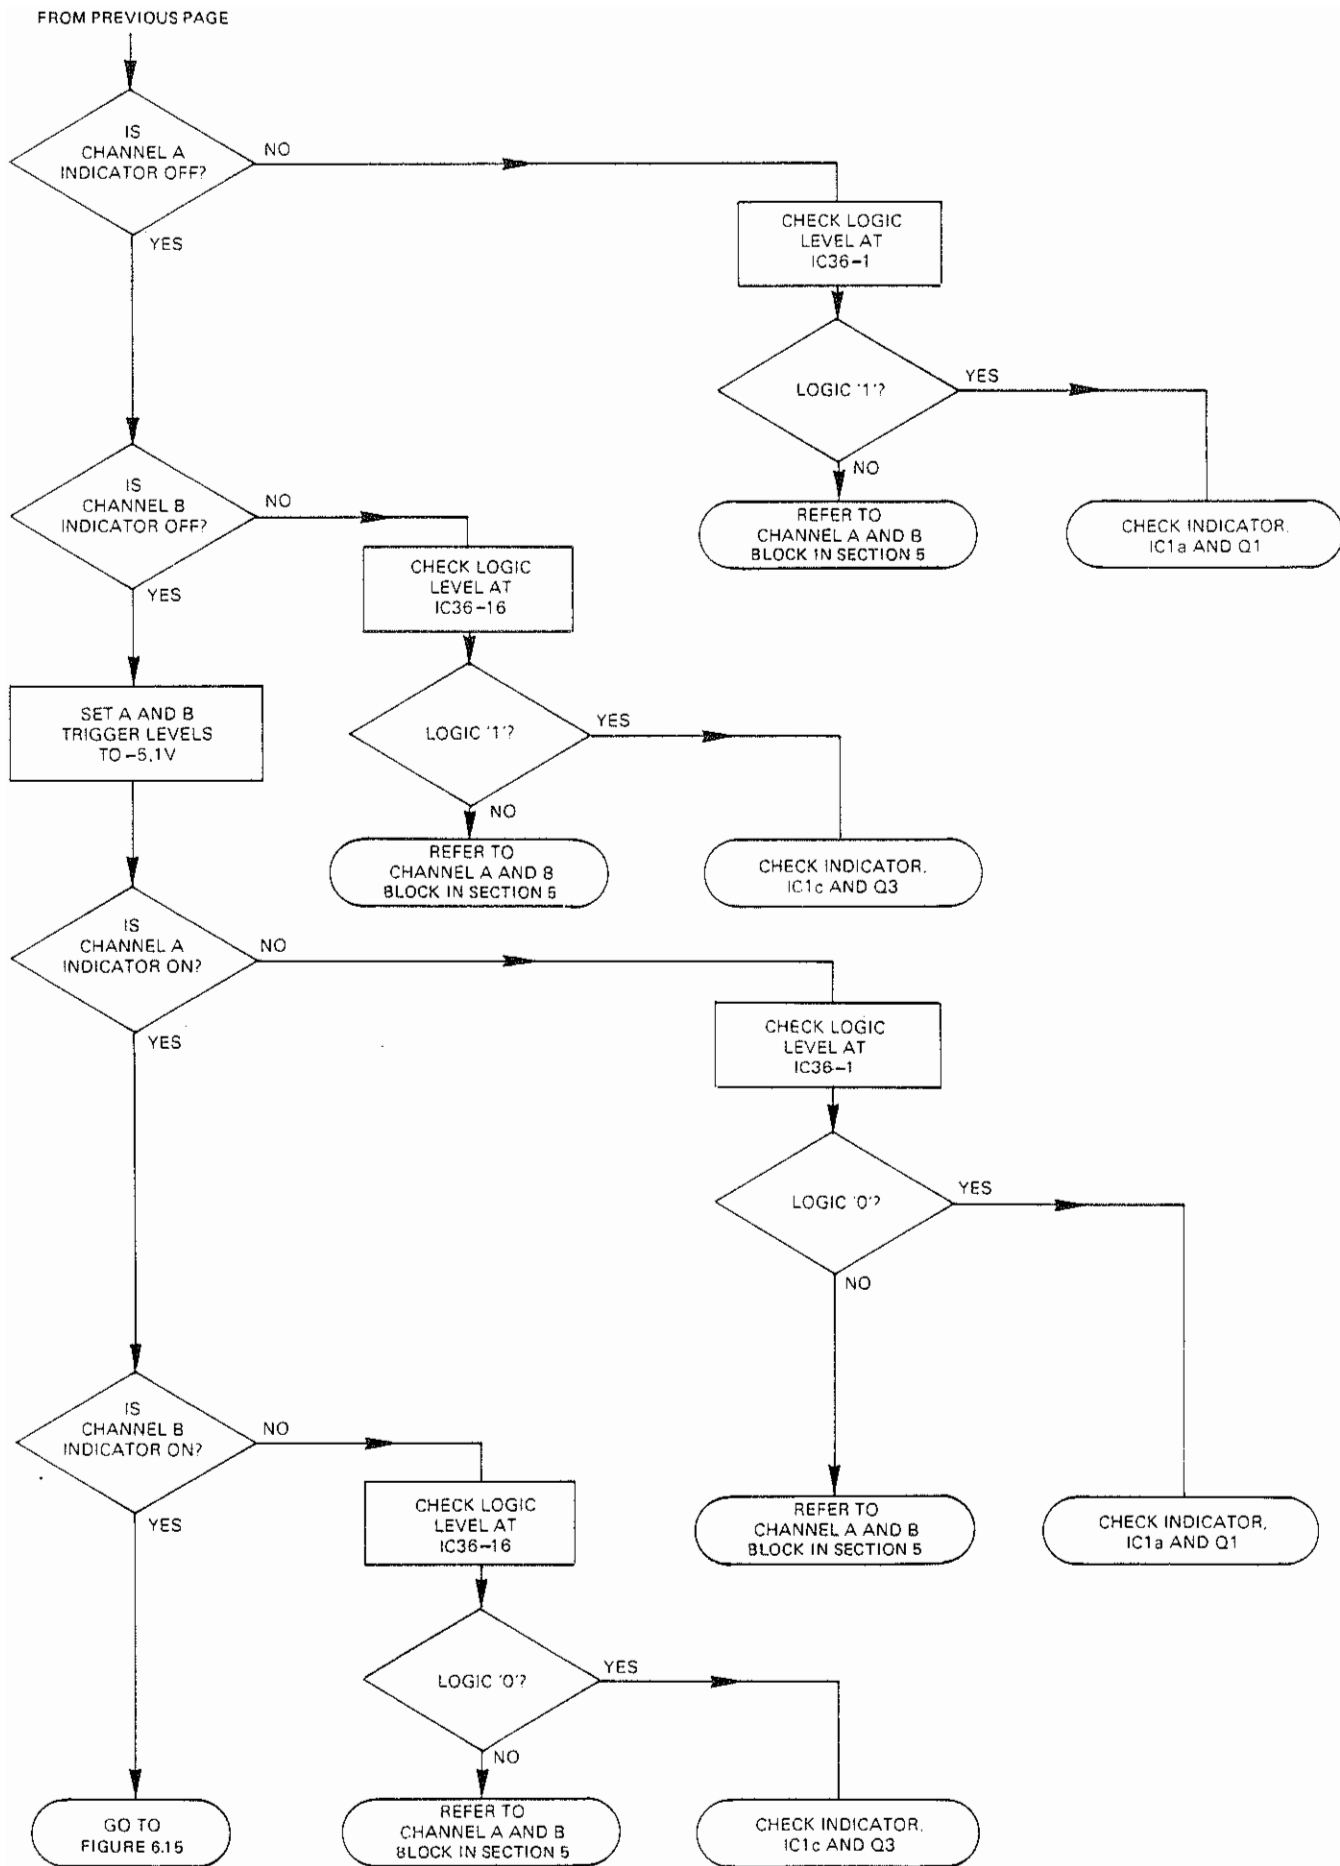 FROM PREVIOUS PAGE
IS
CHANNEL A
INDICATOR OFF?
NO
YES
CHECK LOGIC
LEVEL AT
IC36-1
LOGIC '1'?
YES
NO
REFER TO
CHANNEL A AND B
BLOCK IN SECTION 5
CHECK INDICATOR,
IC1a AND Q1
IS
CHANNEL B
INDICATOR OFF?
NO
YES
CHECK LOGIC
LEVEL AT
IC36-16
LOGIC '1'?
YES
NO
REFER TO
CHANNEL A AND B
BLOCK IN SECTION 5
CHECK INDICATOR,
IC1c AND Q3
SET A AND B
TRIGGER LEVELS
TO -5.1V
IS
CHANNEL A
INDICATOR ON?
NO
YES
CHECK LOGIC
LEVEL AT
IC36-1
LOGIC '0'?
YES
NO
REFER TO
CHANNEL A AND B
BLOCK IN SECTION 5
CHECK INDICATOR,
IC1a AND Q1
IS
CHANNEL B
INDICATOR ON?
NO
YES
CHECK LOGIC
LEVEL AT
IC36-16
LOGIC '0'?
YES
NO
REFER TO
CHANNEL A AND B
BLOCK IN SECTION 5
CHECK INDICATOR,
IC1c AND Q3
GO TO
FIGURE 6.15